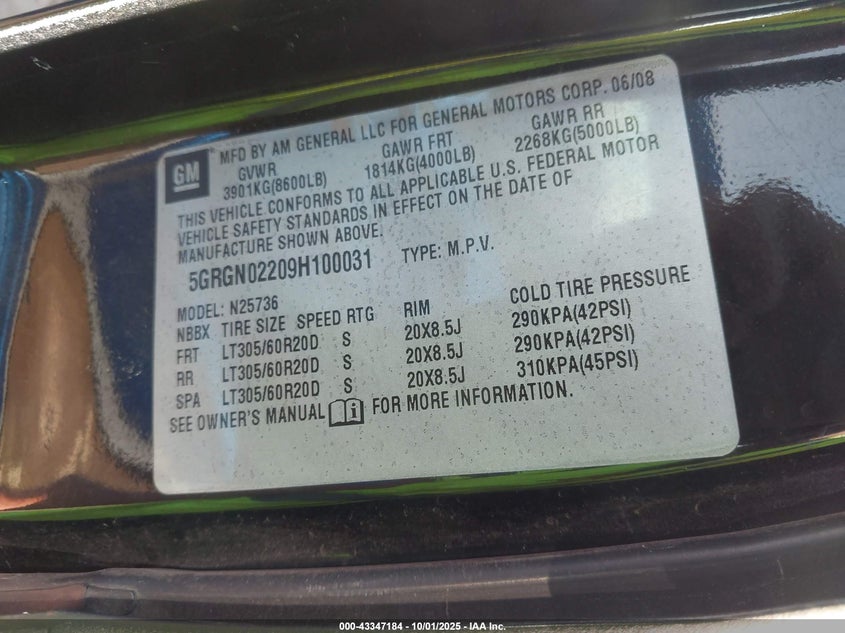 GM
MFD BY AM GENERAL LLC FOR GENERAL MOTORS CORP. 06/08
GVWR GAWR FRT GAWR RR
3901KG(8600LB) 1814KG(4000LB) 2268KG(5000LB)
THIS VEHICLE CONFORMS TO ALL APPLICABLE U.S. FEDERAL MOTOR
VEHICLE SAFETY STANDARDS IN EFFECT ON THE DATE OF
MANUFACTURE SHOWN ABOVE.
5GRGN02209H100031 TYPE: M.P.V.
MODEL: N25736
NBBX TIRE SIZE SPEED RTG RIM COLD TIRE PRESSURE
FRT LT305/60R20D S 20X8.5J 290KPA(42PSI)
RR LT305/60R20D S 20X8.5J 290KPA(42PSI)
SPA LT305/60R20D S 20X8.5J 310KPA(45PSI)
SEE OWNER'S MANUAL FOR MORE INFORMATION.
000-43347184 - 10/01/2025 - IAA Inc.